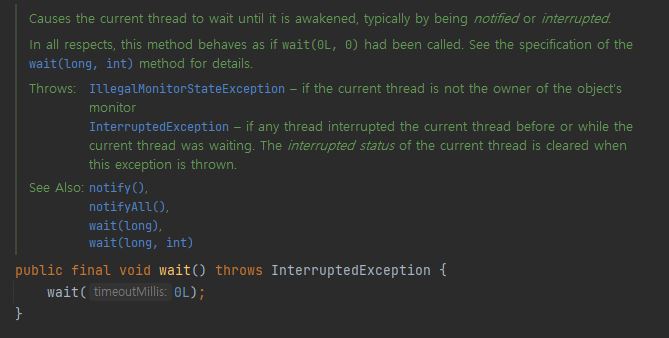 Causes the current thread to wait until it is awakened, typically by being notified or interrupted.
In all respects, this method behaves as if wait(0L, 0) had been called. See the specification of the
wait(long, int) method for details.
Throws: IllegalMonitorStateException – if the current thread is not the owner of the object's
monitor
InterruptedException – if any thread interrupted the current thread before or while the
current thread was waiting. The interrupted status of the current thread is cleared when
this exception is thrown.
See Also: notify(),
notifyAll(),
wait(long),
wait(long, int)
public final void wait() throws InterruptedException {
wait( timeoutMillis: 0L);
}